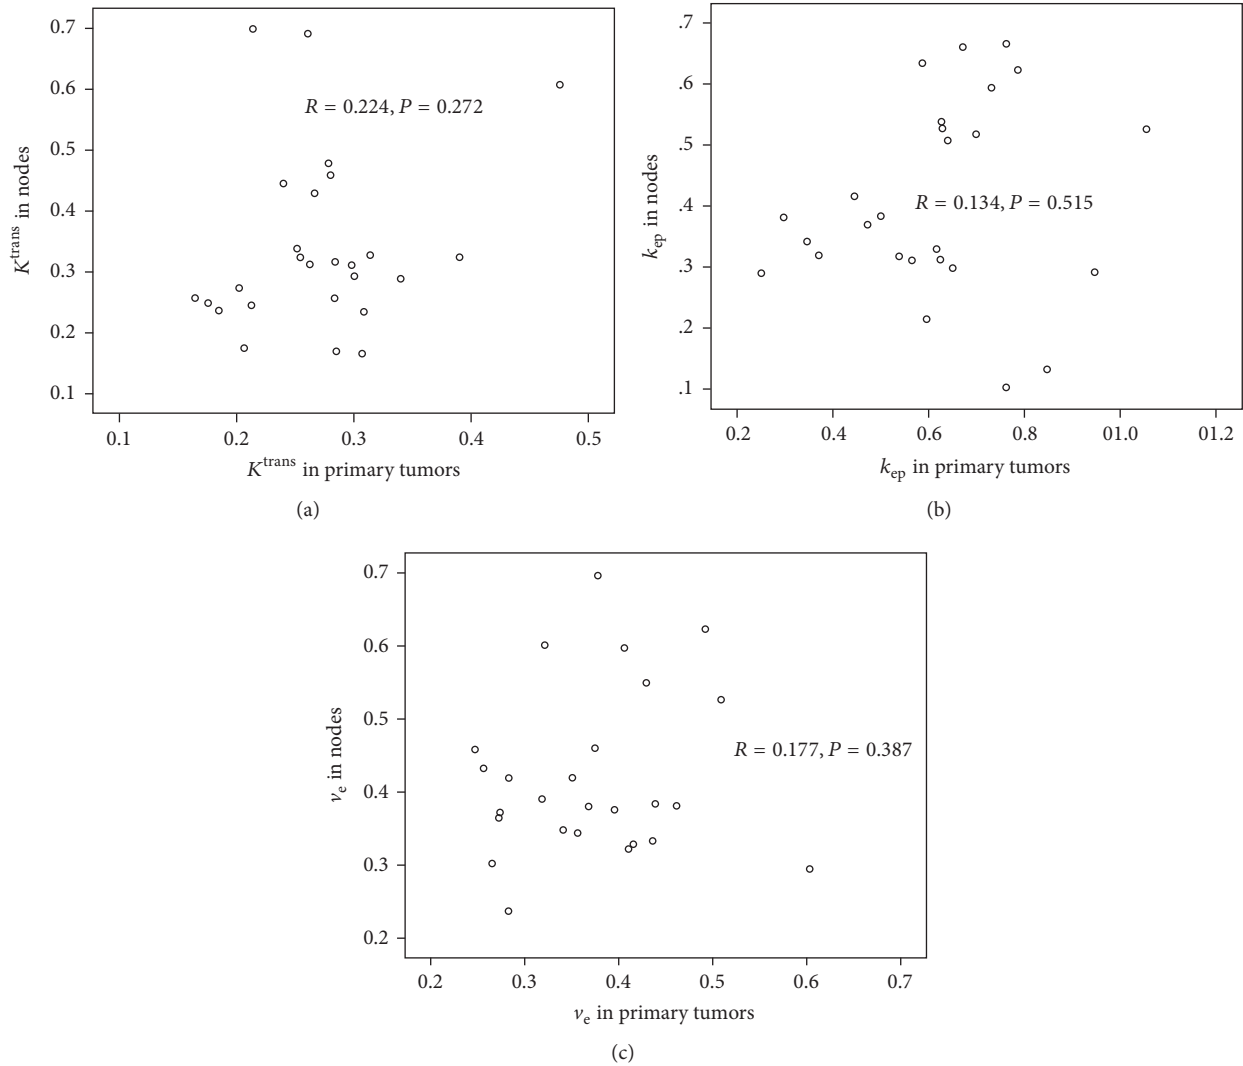 0.7
0.6
0.5
0.4
0.3
0.2
0.1
K^trans in nodes
R = 0.224, P = 0.272
0.1 0.2 0.3 0.4 0.5
K^trans in primary tumors
(a)
.7
.6
.5
.4
.3
.2
.1
k_ep in nodes
R = 0.134, P = 0.515
0.2 0.4 0.6 0.8 01.0 01.2
k_ep in primary tumors
(b)
0.7
0.6
0.5
0.4
0.3
0.2
v_e in nodes
R = 0.177, P = 0.387
0.2 0.3 0.4 0.5 0.6 0.7
v_e in primary tumors
(c)